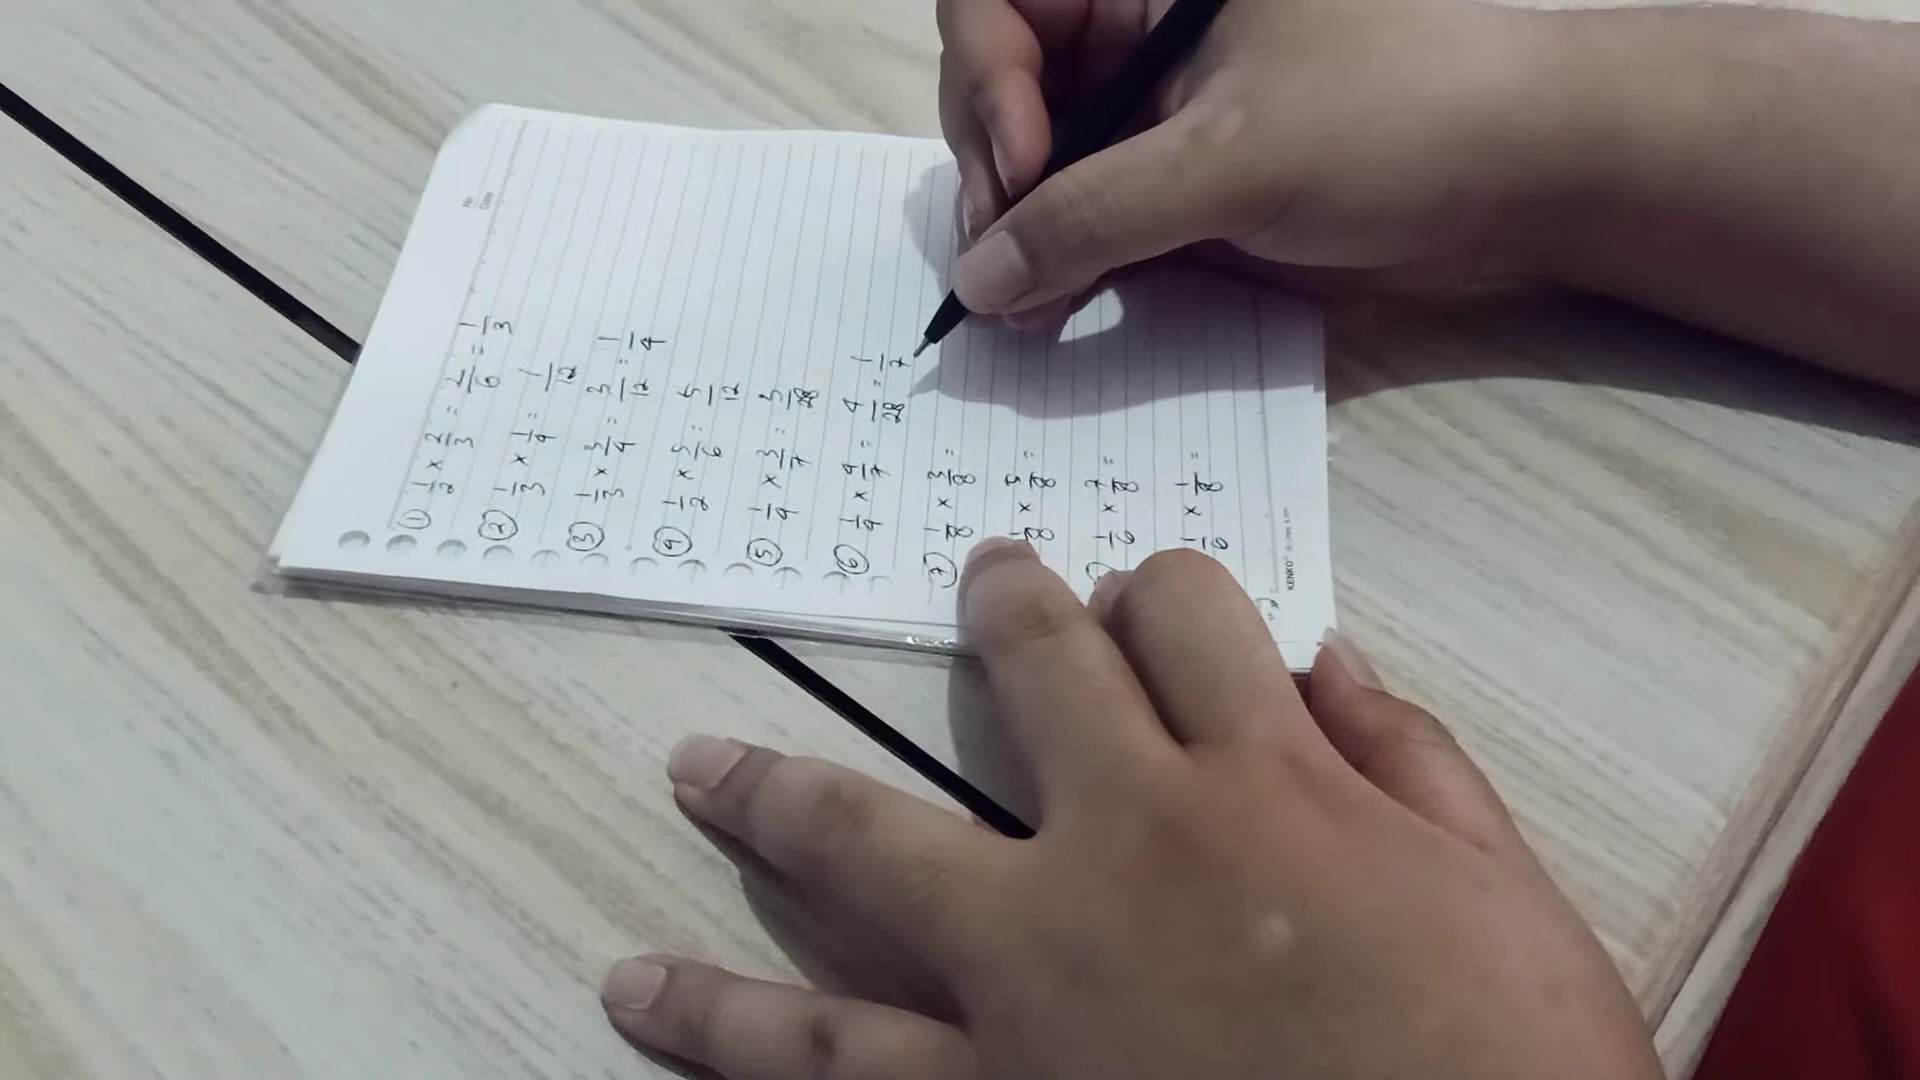 No
Date
① 1/2 × 2/3 = 2/6 = 1/3
② 1/3 × 1/4 = 1/12
③ 1/3 × 3/4 = 3/12 = 1/4
④ 1/2 × 5/6 = 5/12
⑤ 1/4 × 3/7 = 3/28
⑥ 1/4 × 4/7 = 4/28 = 1/7
⑦ 1/8 × 3/8 =
1/8 × 5/8 =
1/6 × 7/8 =
1/6 × 1/8 =
KENKO